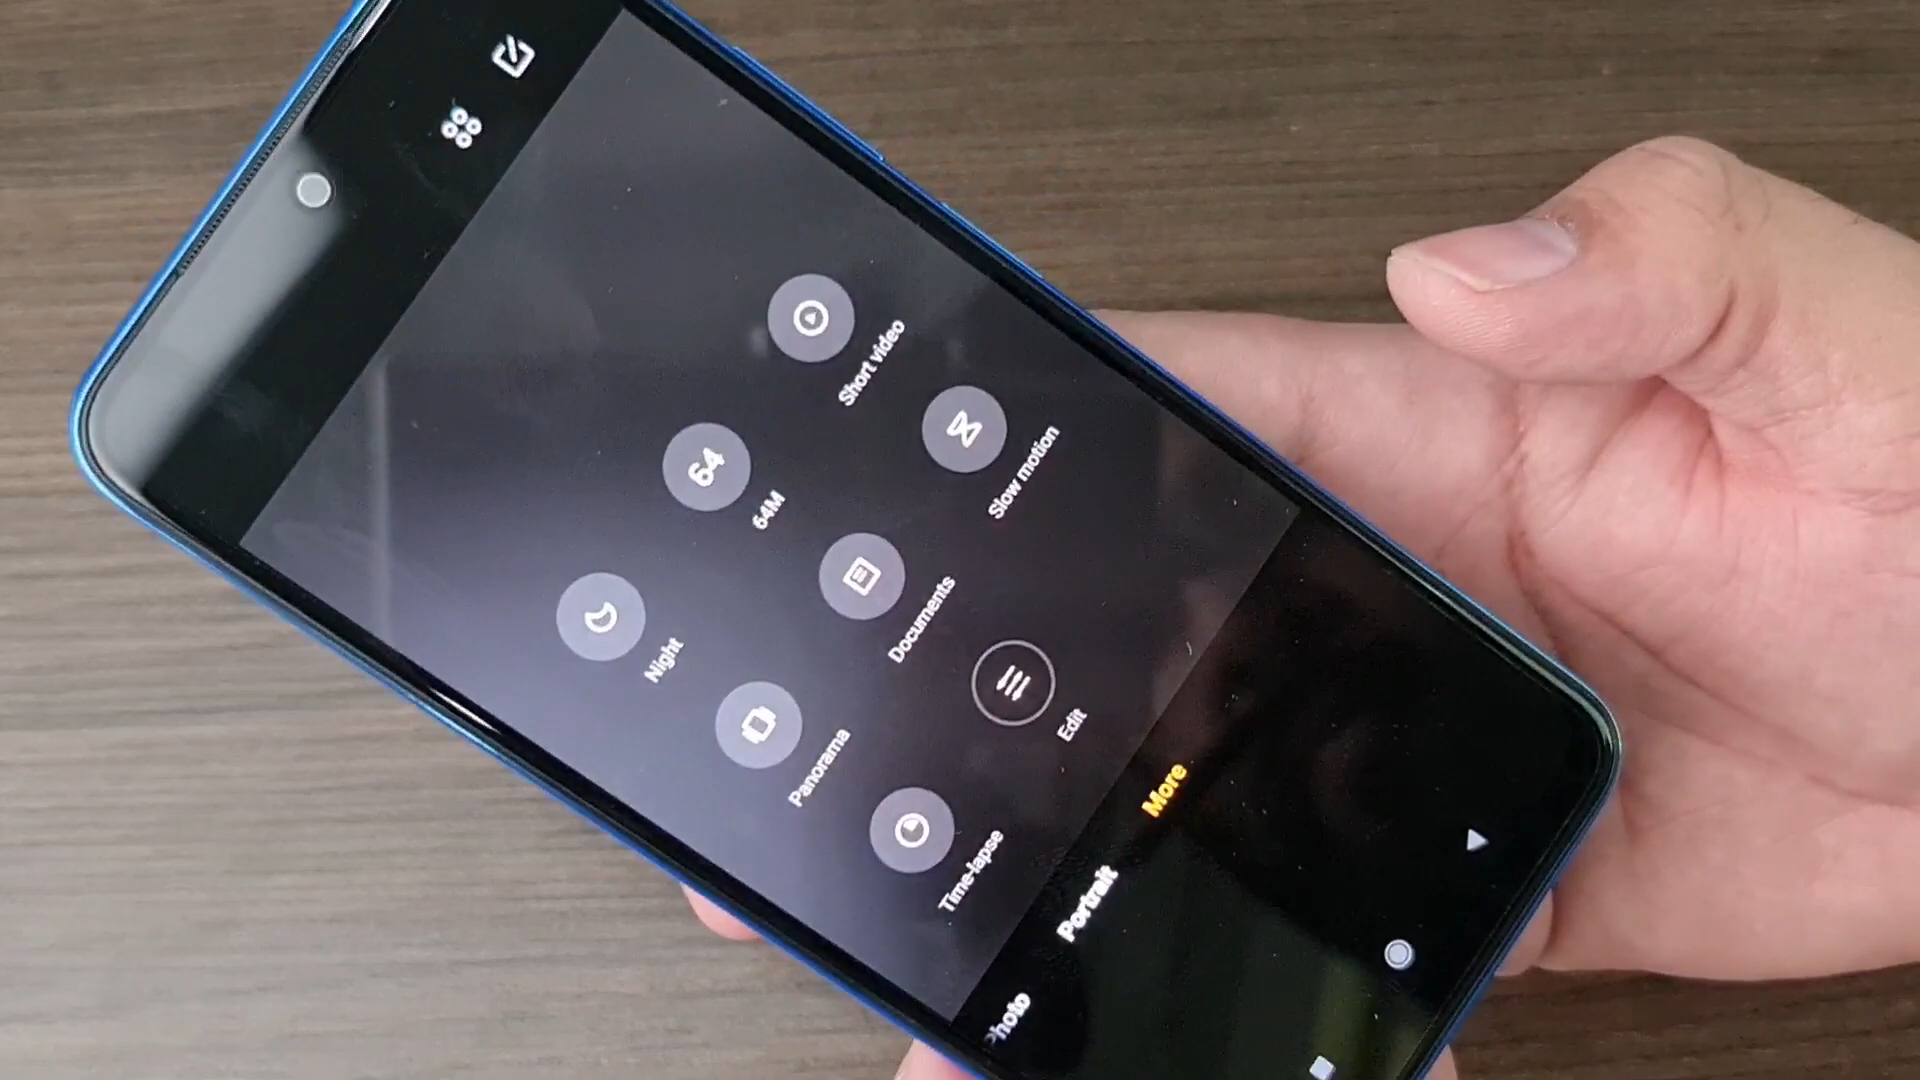 64
Night
64M
Short video
Panorama
Documents
Slow motion
Time-lapse
Edit
Photo
Portrait
More